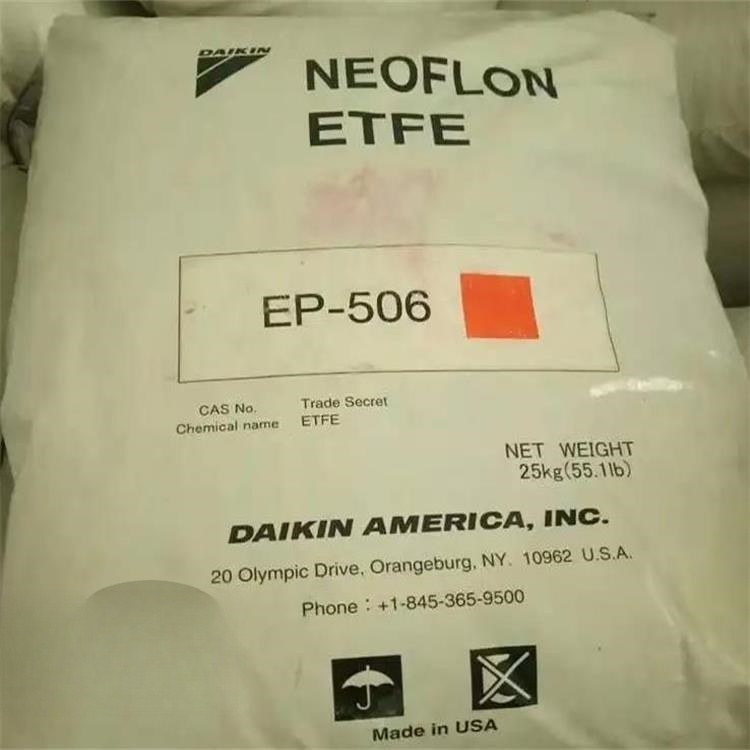 DAIKIN
NEOFLON
ETFE
EP-506
CAS No. Trade Secret
Chemical name ETFE
NET WEIGHT
25kg(55.1lb)
DAIKIN AMERICA, INC.
20 Olympic Drive, Orangeburg, NY. 10962 U.S.A.
Phone : +1-845-365-9500
Made in USA